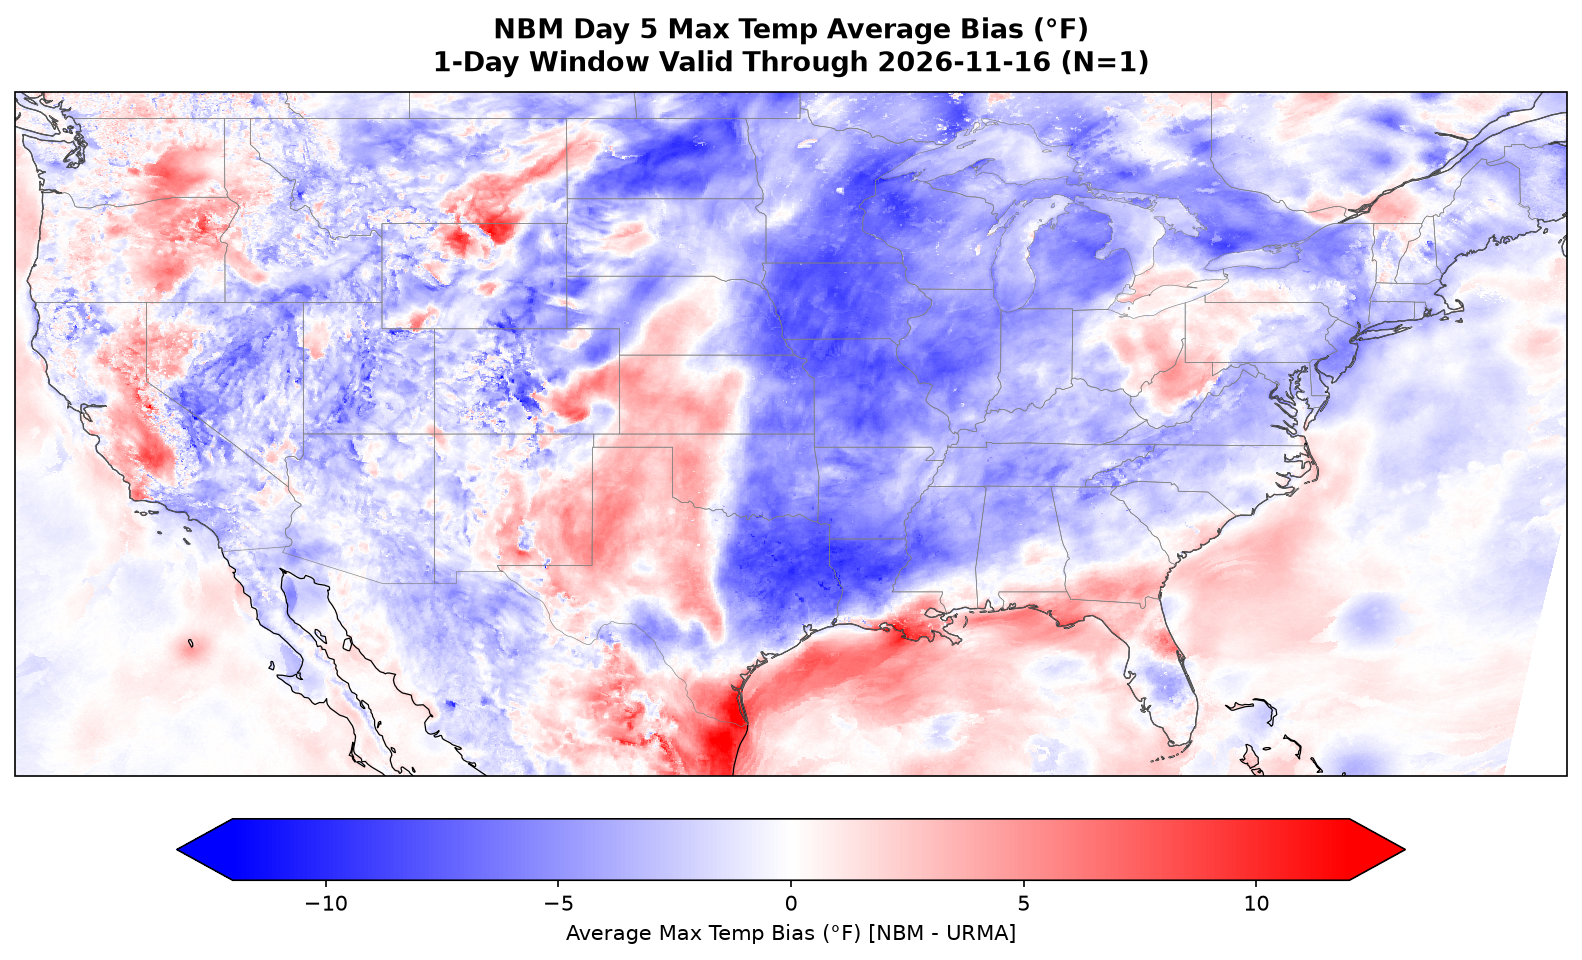 NBM Day 5 Max Temp Average Bias (°F)
1-Day Window Valid Through 2026-11-16 (N=1)
−10 −5 0 5 10
Average Max Temp Bias (°F) [NBM - URMA]